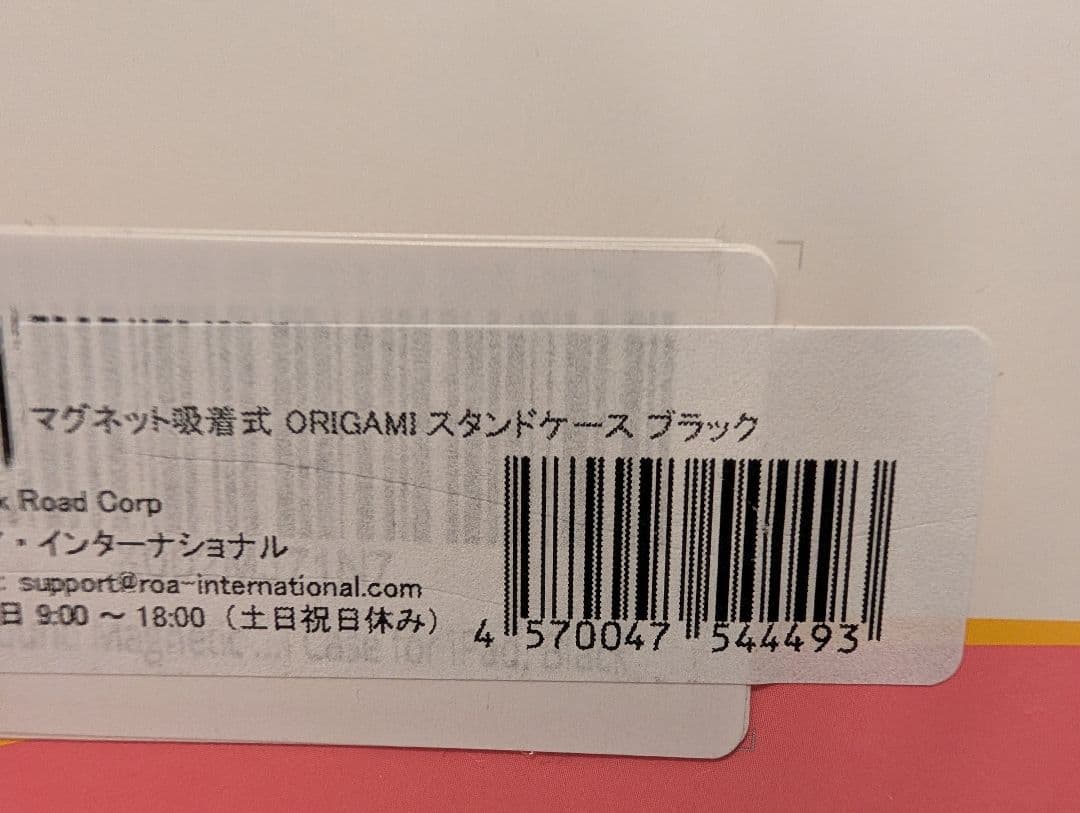 マグネット吸着式 ORIGAMI スタンドケース ブラック
Road Corp
・インターナショナル
: support@roa-international.com
日 9:00 ～ 18:00（土日祝日休み）
4 570047 544493